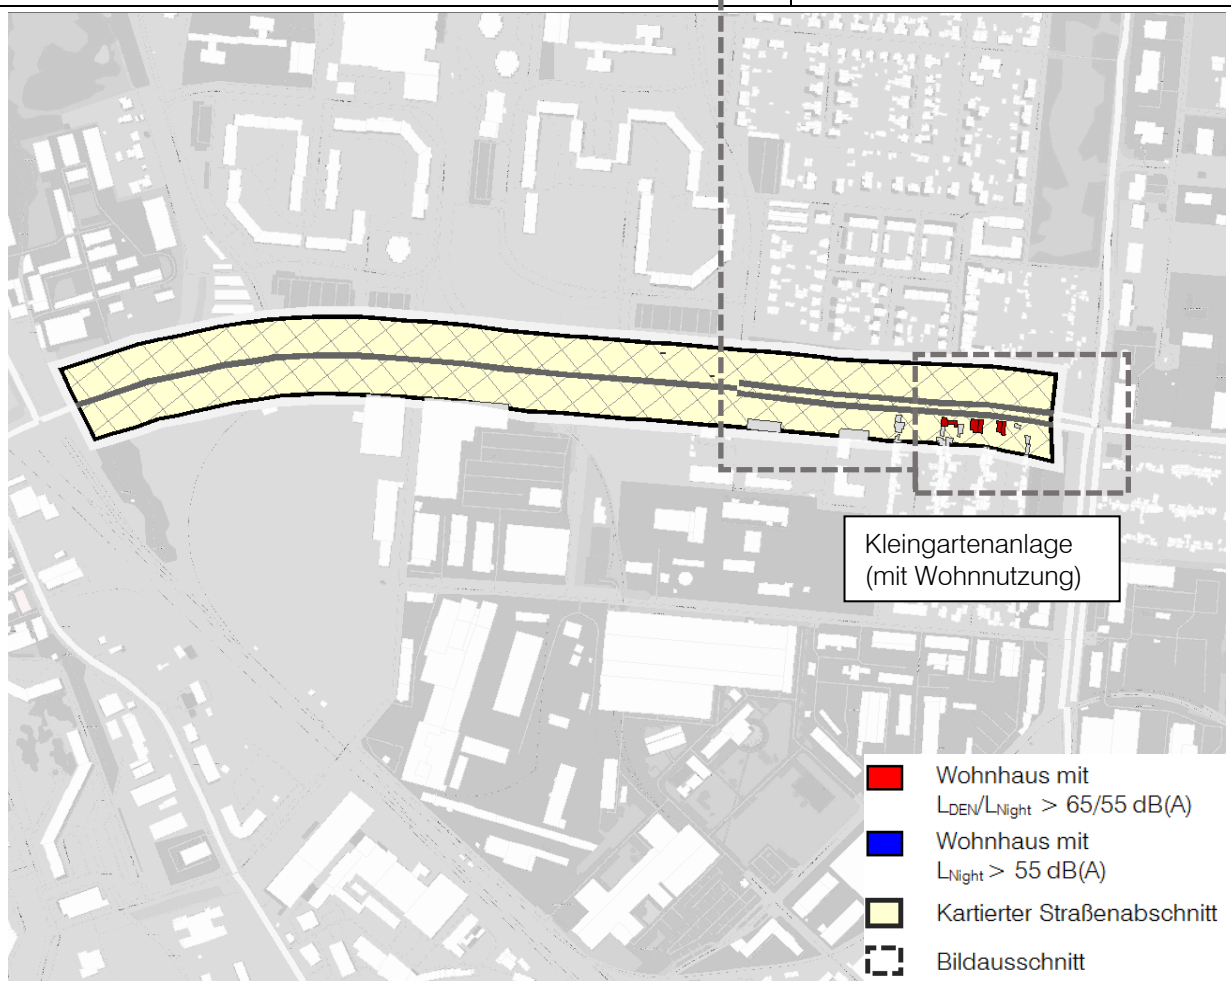 Kleingartenanlage
(mit Wohnnutzung)
Wohnhaus mit
L_DEN/L_Night > 65/55 dB(A)
Wohnhaus mit
L_Night > 55 dB(A)
Kartierter Straßenabschnitt
Bildausschnitt